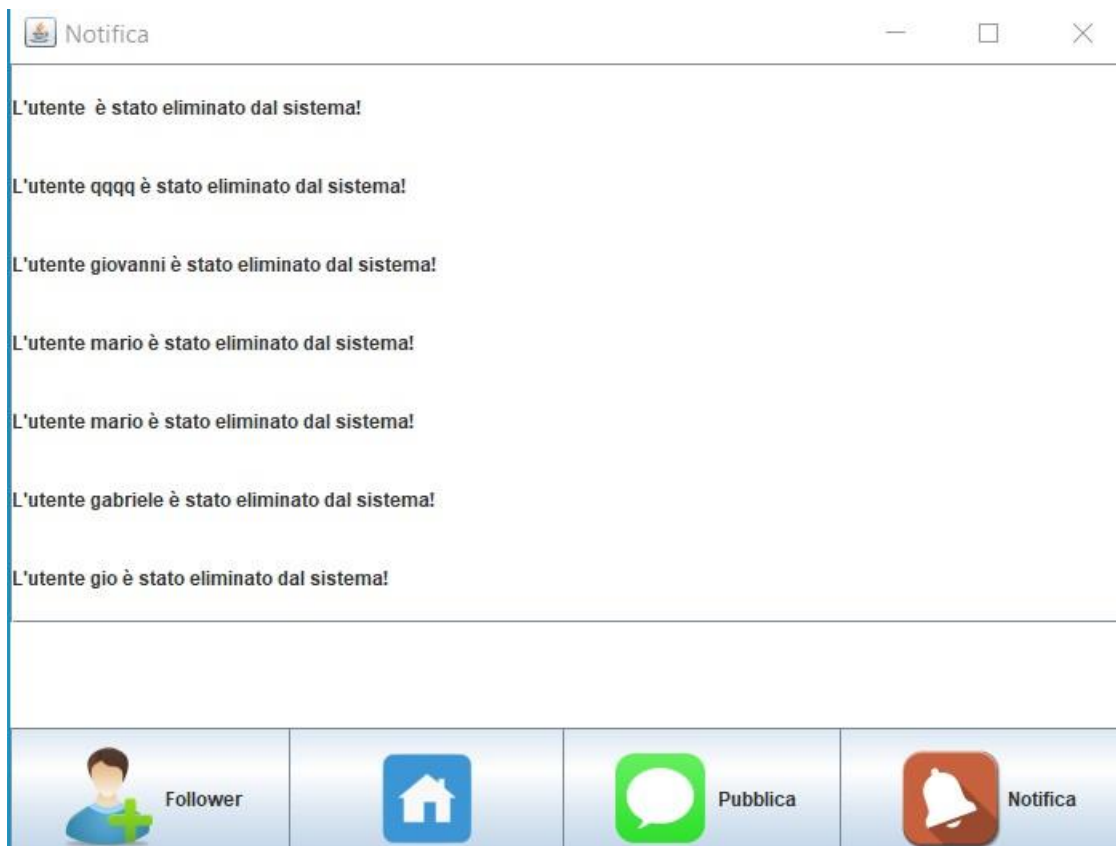 Notifica
L'utente  è stato eliminato dal sistema!
L'utente qqqq è stato eliminato dal sistema!
L'utente giovanni è stato eliminato dal sistema!
L'utente mario è stato eliminato dal sistema!
L'utente mario è stato eliminato dal sistema!
L'utente gabriele è stato eliminato dal sistema!
L'utente gio è stato eliminato dal sistema!
Follower Pubblica Notifica